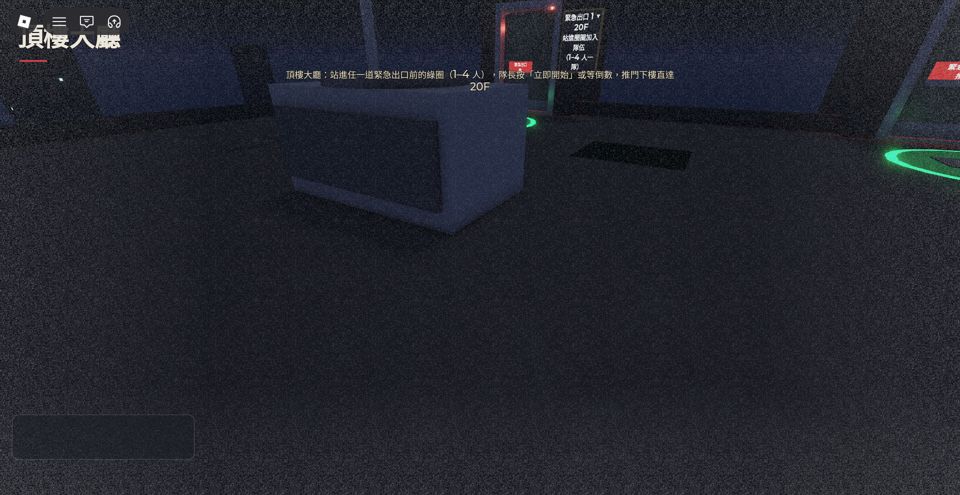 頂樓大廳
緊急出口 1
20F
站進圈圈加入
隊伍
(1–4 人一
隊)
頂樓大廳：站進任一道緊急出口前的綠圈（1–4 人），隊長按「立即開始」或等倒數，推門下樓直達
20F